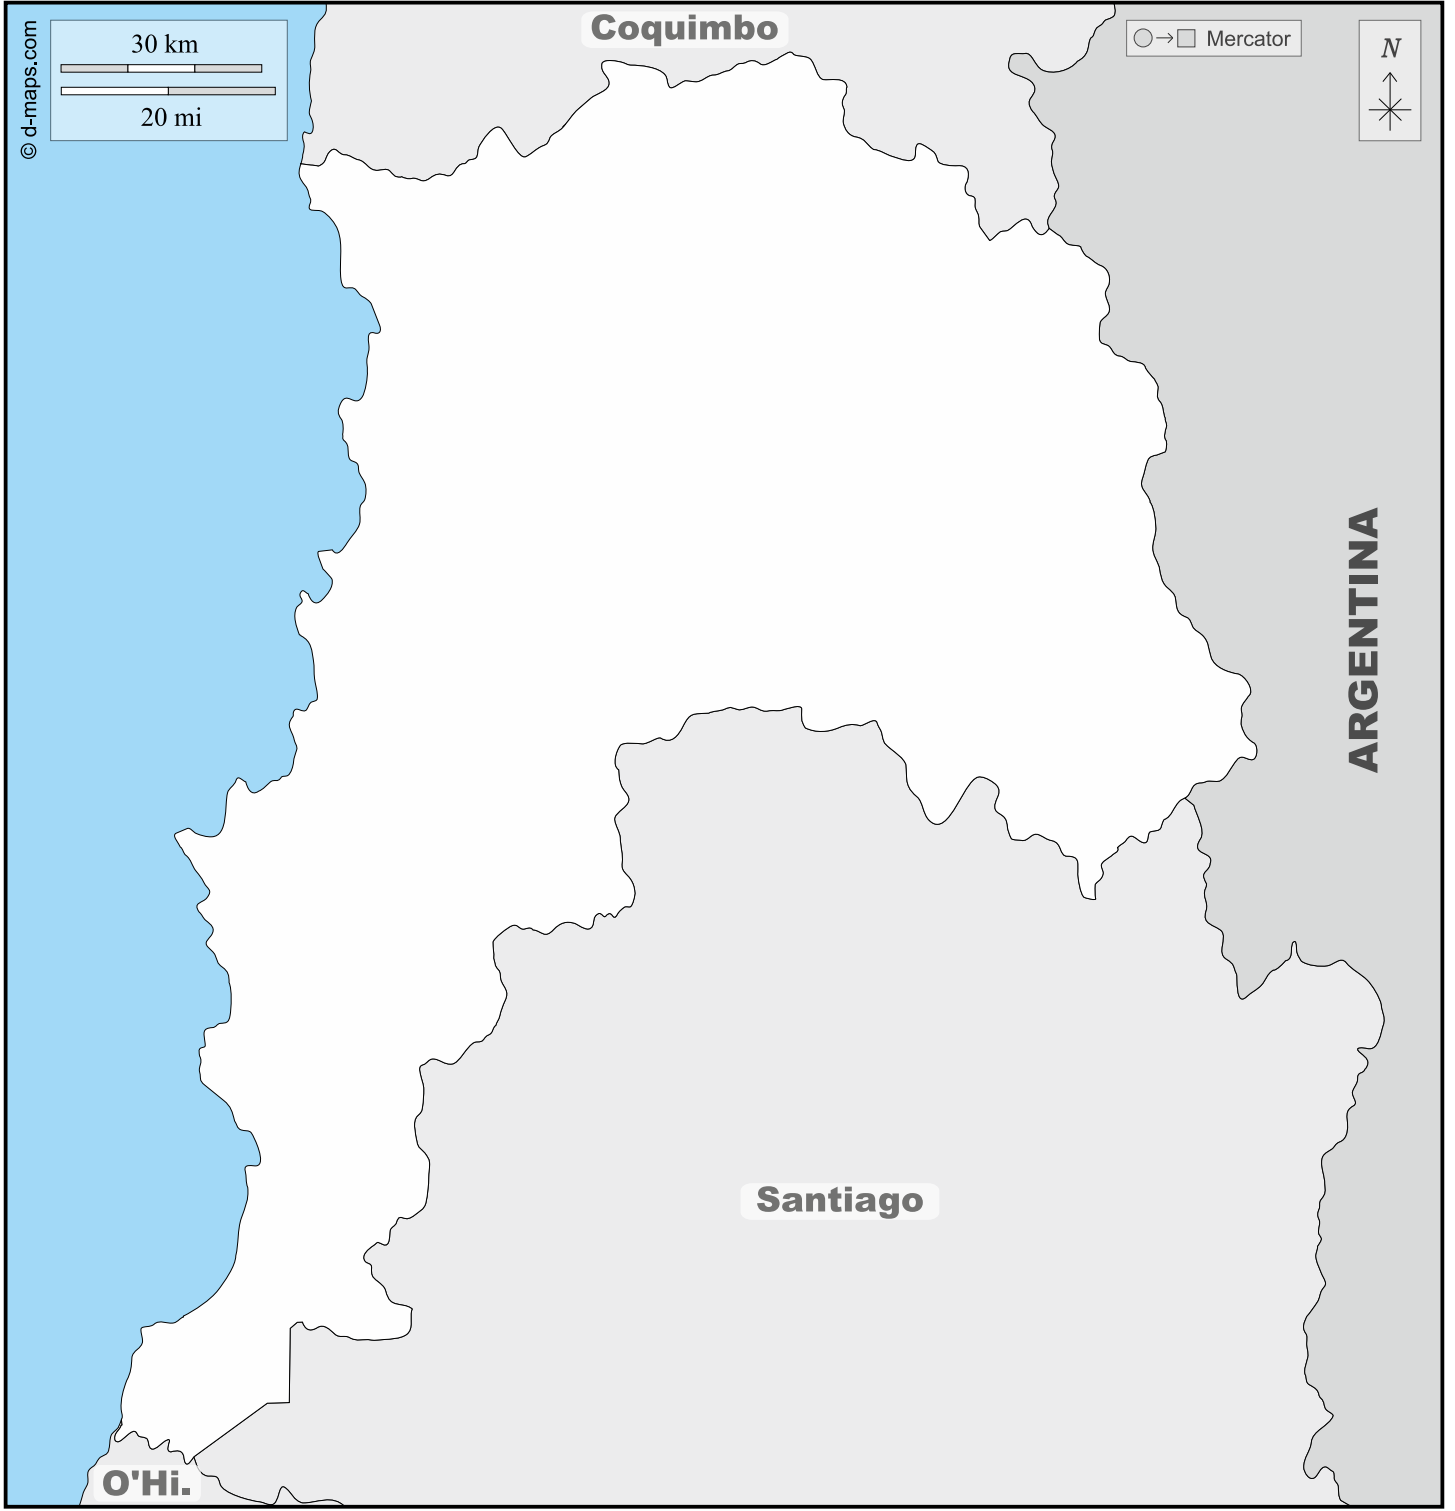 Coquimbo
© d-maps.com
30 km
20 mi
Mercator
N
ARGENTINA
Santiago
O'Hi.